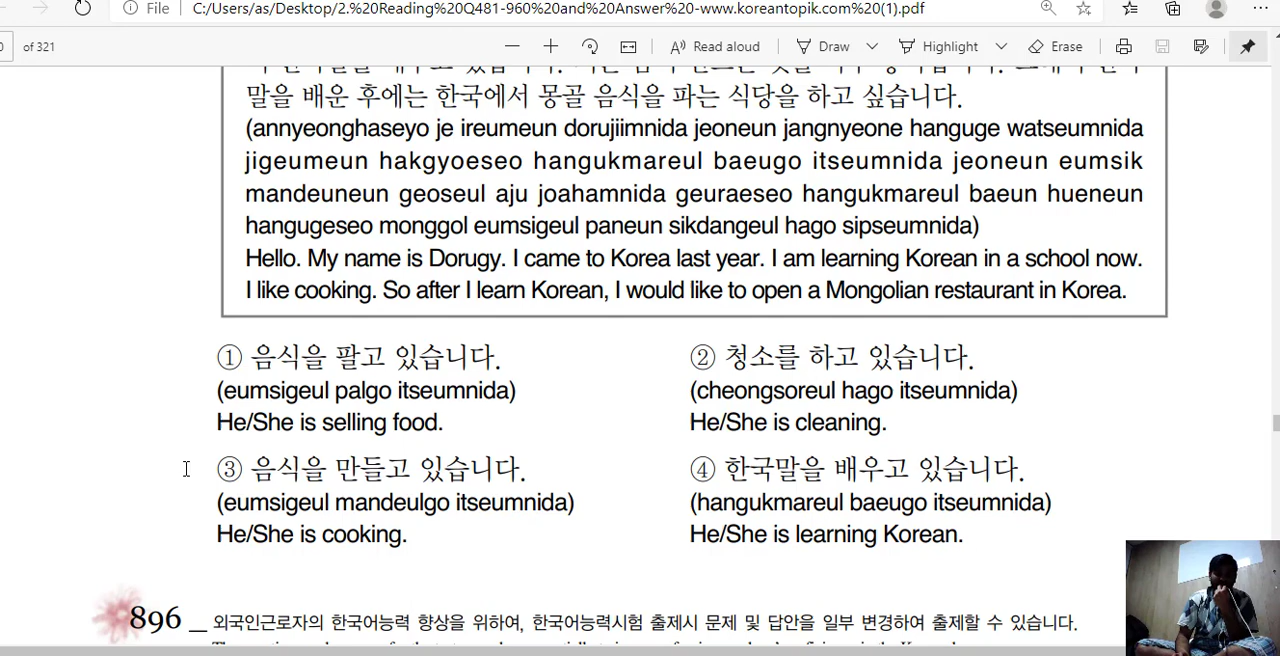 File C:/Users/as/Desktop/2.%20Reading%20Q481-960%20and%20Answer%20-www.koreantopik.com%20(1).pdf
of 321 Read aloud Draw Highlight Erase
말을 배운 후에는 한국에서 몽골 음식을 파는 식당을 하고 싶습니다.
(annyeonghaseyo je ireumeun dorujiimnida jeoneun jangnyeone hanguge watseumnida
jigeumeun hakgyoeseo hangukmareul baeugo itseumnida jeoneun eumsik
mandeuneun geoseul aju joahamnida geuraeseo hangukmareul baeun hueneun
hangugeseo monggol eumsigeul paneun sikdangeul hago sipseumnida)
Hello. My name is Dorugy. I came to Korea last year. I am learning Korean in a school now.
I like cooking. So after I learn Korean, I would like to open a Mongolian restaurant in Korea.
① 음식을 팔고 있습니다.
(eumsigeul palgo itseumnida)
He/She is selling food.
② 청소를 하고 있습니다.
(cheongsoreul hago itseumnida)
He/She is cleaning.
③ 음식을 만들고 있습니다.
(eumsigeul mandeulgo itseumnida)
He/She is cooking.
④ 한국말을 배우고 있습니다.
(hangukmareul baeugo itseumnida)
He/She is learning Korean.
896 _ 외국인근로자의 한국어능력 향상을 위하여, 한국어능력시험 출제시 문제 및 답안을 일부 변경하여 출제할 수 있습니다.